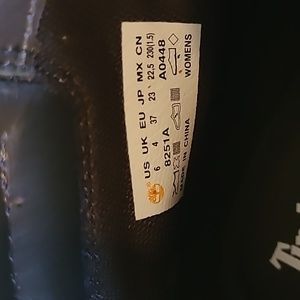 US UK EU JP MX CN
6 4 37 23 22.5 230(1.5)
8251A A0448
WOMENS
MADE IN CHINA